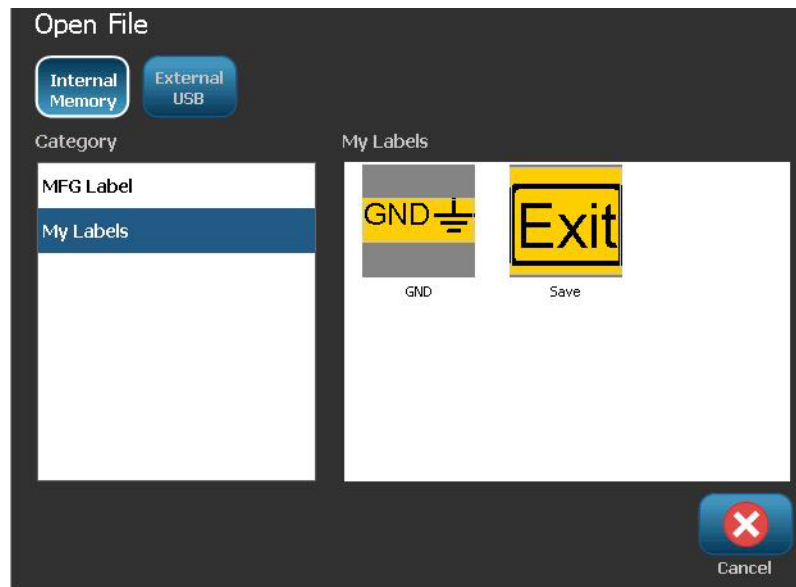 Open File
Internal
Memory
External
USB
Category
My Labels
MFG Label
My Labels
GND
Exit
GND
Save
Cancel